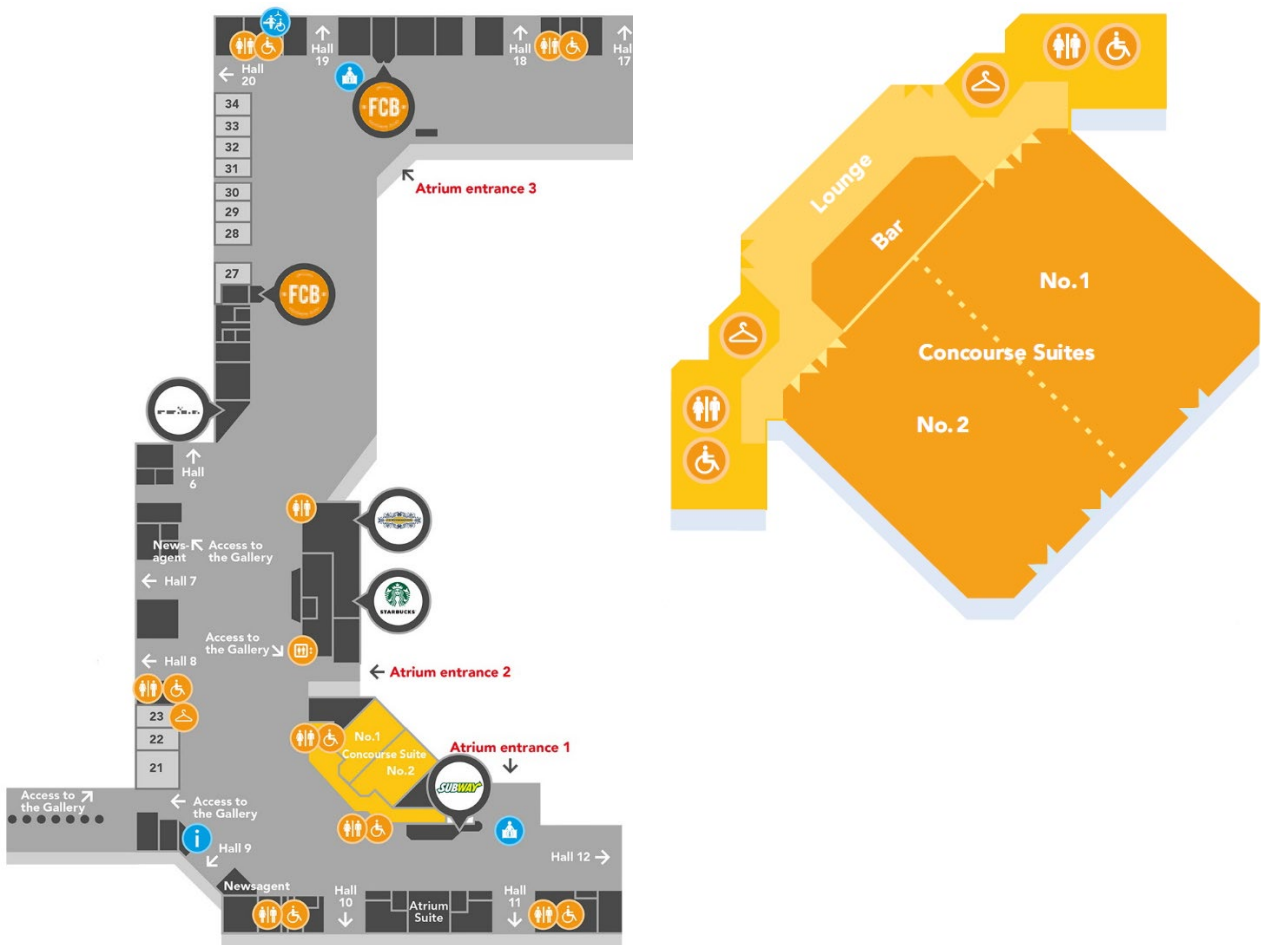 Hall
19
Hall
18
Hall
17
Hall
20
FCB
34
33
32
31
30
29
28
27
Atrium entrance 3
FCB
Hall
6
News-
agent
Access to
the Gallery
Hall 7
STARBUCKS
Access to
the Gallery
Hall 8
Atrium entrance 2
23
22
21
No.1
Concourse Suite
No.2
Atrium entrance 1
SUBWAY
Access to
the Gallery
Access to
the Gallery
i
Hall 9
Hall 12
Newsagent
Hall
10
Atrium
Suite
Hall
11
Lounge
Bar
No.1
Concourse Suites
No.2